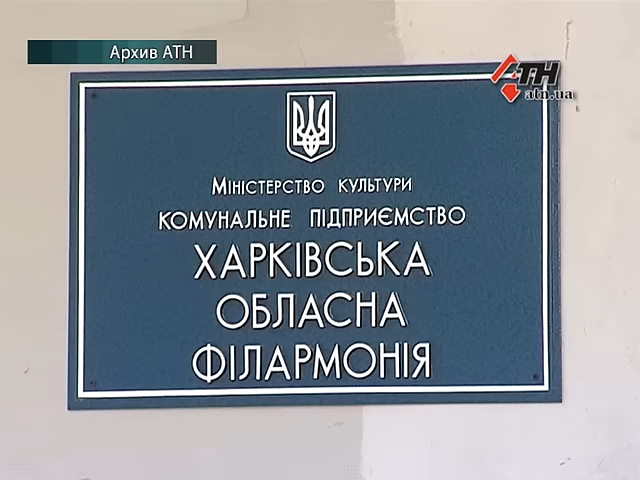 Архив АТН
АТН
atn.ua
Міністерство культури
комунальне підприємство
ХАРКІВСЬКА
ОБЛАСНА
ФІЛАРМОНІЯ